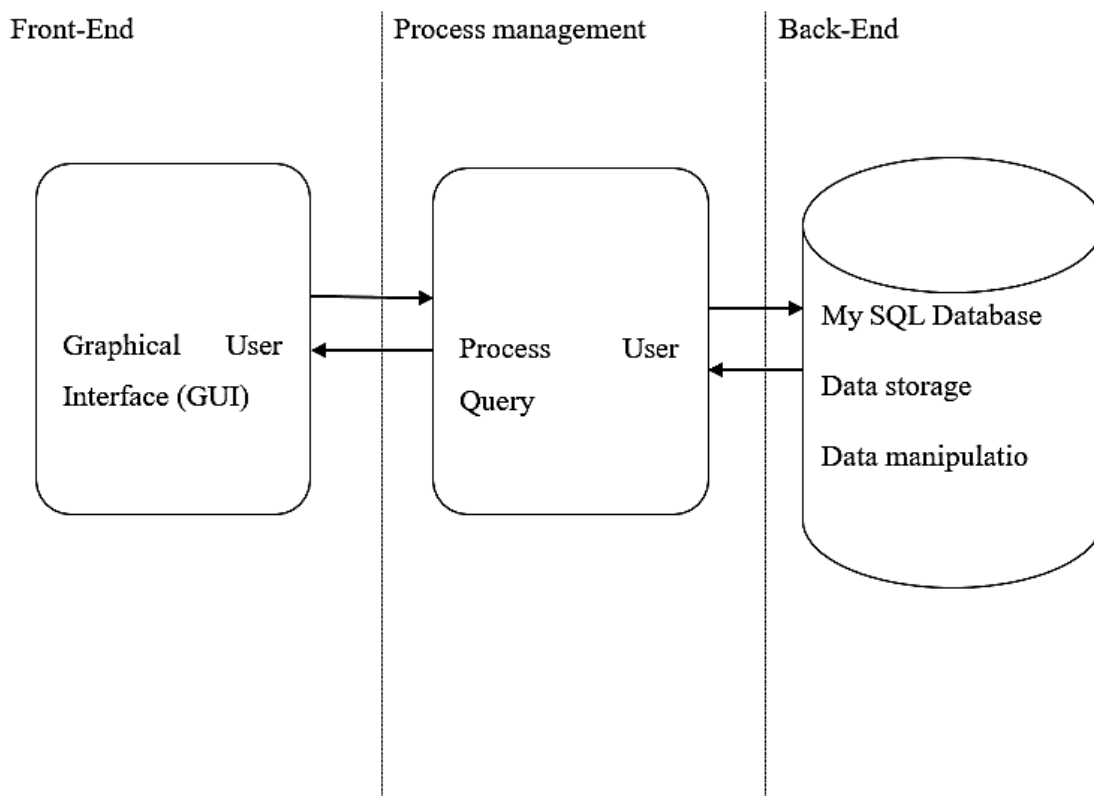 Front-End
Process management
Back-End
Graphical User
Interface (GUI)
Process User
Query
My SQL Database
Data storage
Data manipulatio